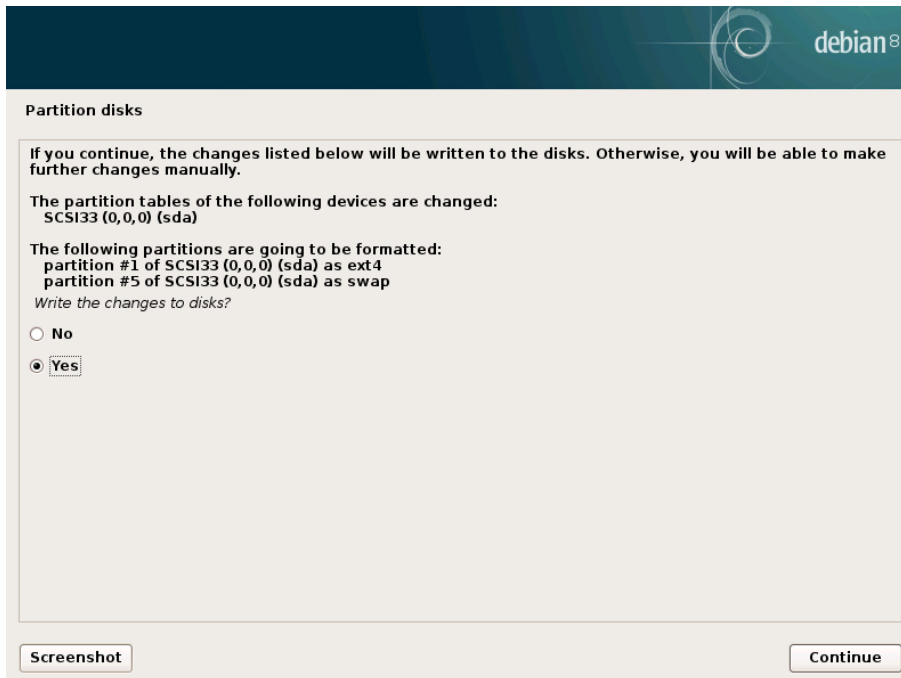 debian 8
Partition disks
If you continue, the changes listed below will be written to the disks. Otherwise, you will be able to make
further changes manually.
The partition tables of the following devices are changed:
SCSI33 (0,0,0) (sda)
The following partitions are going to be formatted:
partition #1 of SCSI33 (0,0,0) (sda) as ext4
partition #5 of SCSI33 (0,0,0) (sda) as swap
Write the changes to disks?
No
Yes
Screenshot
Continue